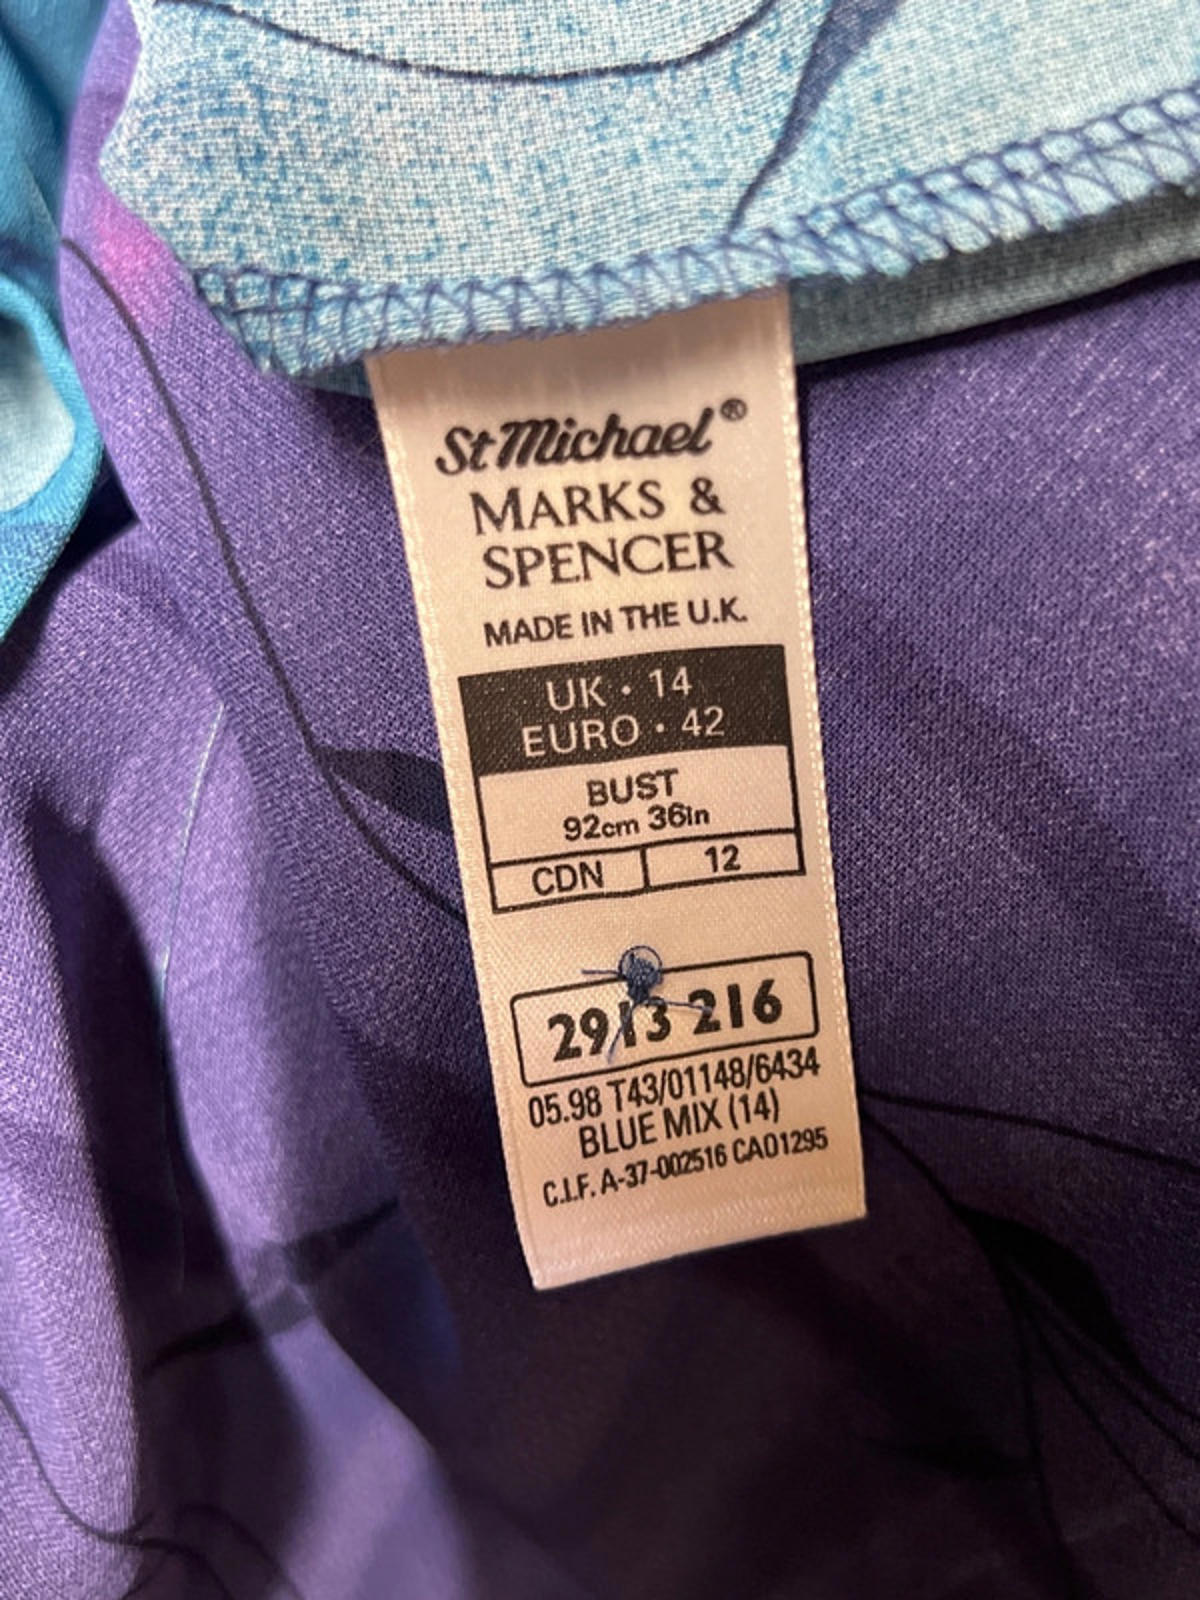 St Michael®
MARKS &
SPENCER
MADE IN THE U.K.
UK · 14
EURO · 42
BUST
92cm 36in
CDN 12
2913 216
05.98 T43/01148/6434
BLUE MIX (14)
C.I.F. A-37-002516 CA01295